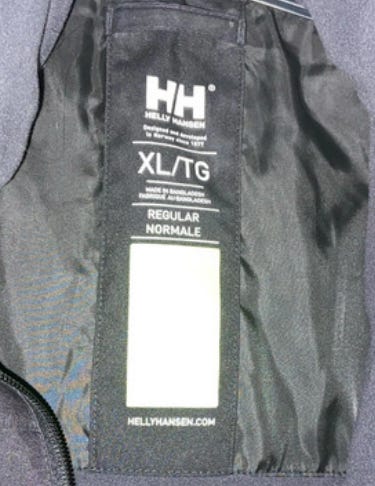 HH®
HELLY HANSEN
Designed and developed
in Norway since 1877
XL/TG
MADE IN BANGLADESH
FABRIQUÉ AU BANGLADESH
REGULAR
NORMALE
HELLYHANSEN.COM